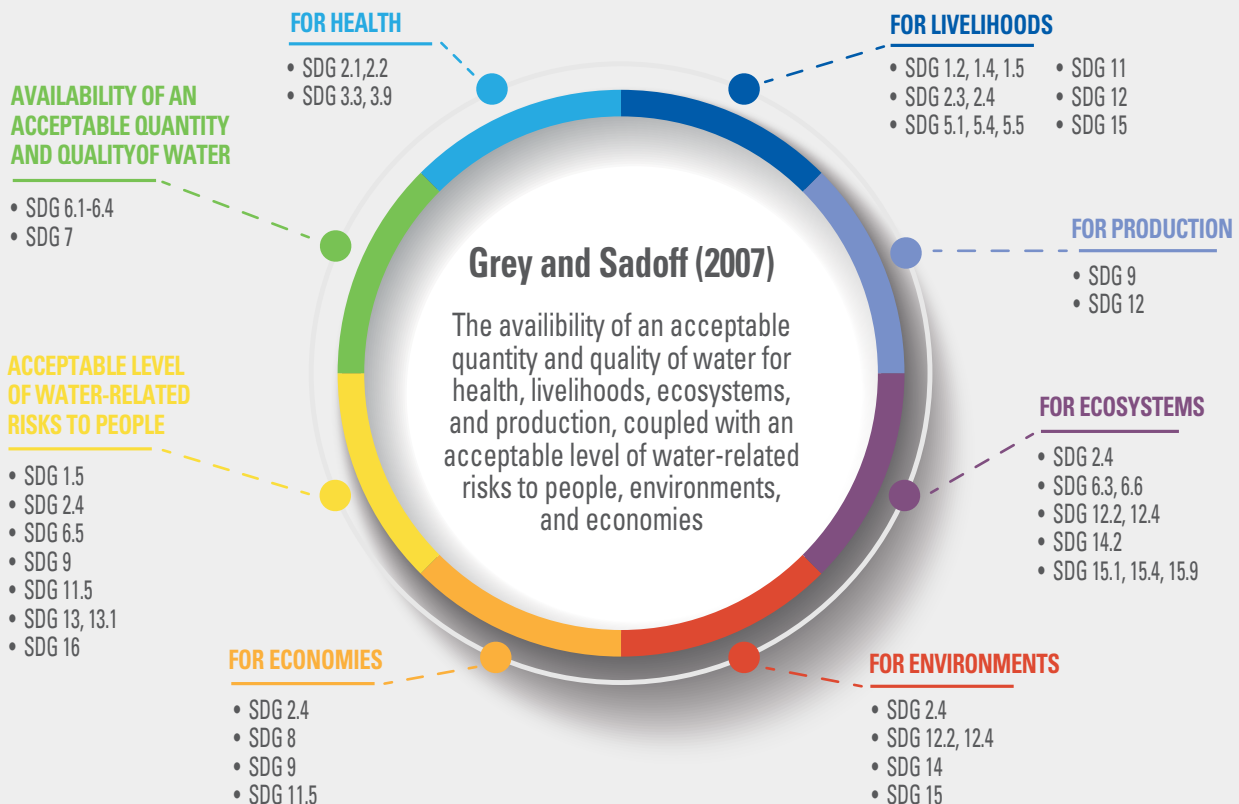 FOR HEALTH
• SDG 2.1,2.2
• SDG 3.3, 3.9
FOR LIVELIHOODS
• SDG 1.2, 1.4, 1.5
• SDG 2.3, 2.4
• SDG 5.1, 5.4, 5.5
• SDG 11
• SDG 12
• SDG 15
AVAILABILITY OF AN
ACCEPTABLE QUANTITY
AND QUALITYOF WATER
• SDG 6.1-6.4
• SDG 7
FOR PRODUCTION
• SDG 9
• SDG 12
Grey and Sadoff (2007)
The availibility of an acceptable
quantity and quality of water for
health, livelihoods, ecosystems,
and production, coupled with an
acceptable level of water-related
risks to people, environments,
and economies
ACCEPTABLE LEVEL
OF WATER-RELATED
RISKS TO PEOPLE
• SDG 1.5
• SDG 2.4
• SDG 6.5
• SDG 9
• SDG 11.5
• SDG 13, 13.1
• SDG 16
FOR ECOSYSTEMS
• SDG 2.4
• SDG 6.3, 6.6
• SDG 12.2, 12.4
• SDG 14.2
• SDG 15.1, 15.4, 15.9
FOR ECONOMIES
• SDG 2.4
• SDG 8
• SDG 9
• SDG 11.5
FOR ENVIRONMENTS
• SDG 2.4
• SDG 12.2, 12.4
• SDG 14
• SDG 15